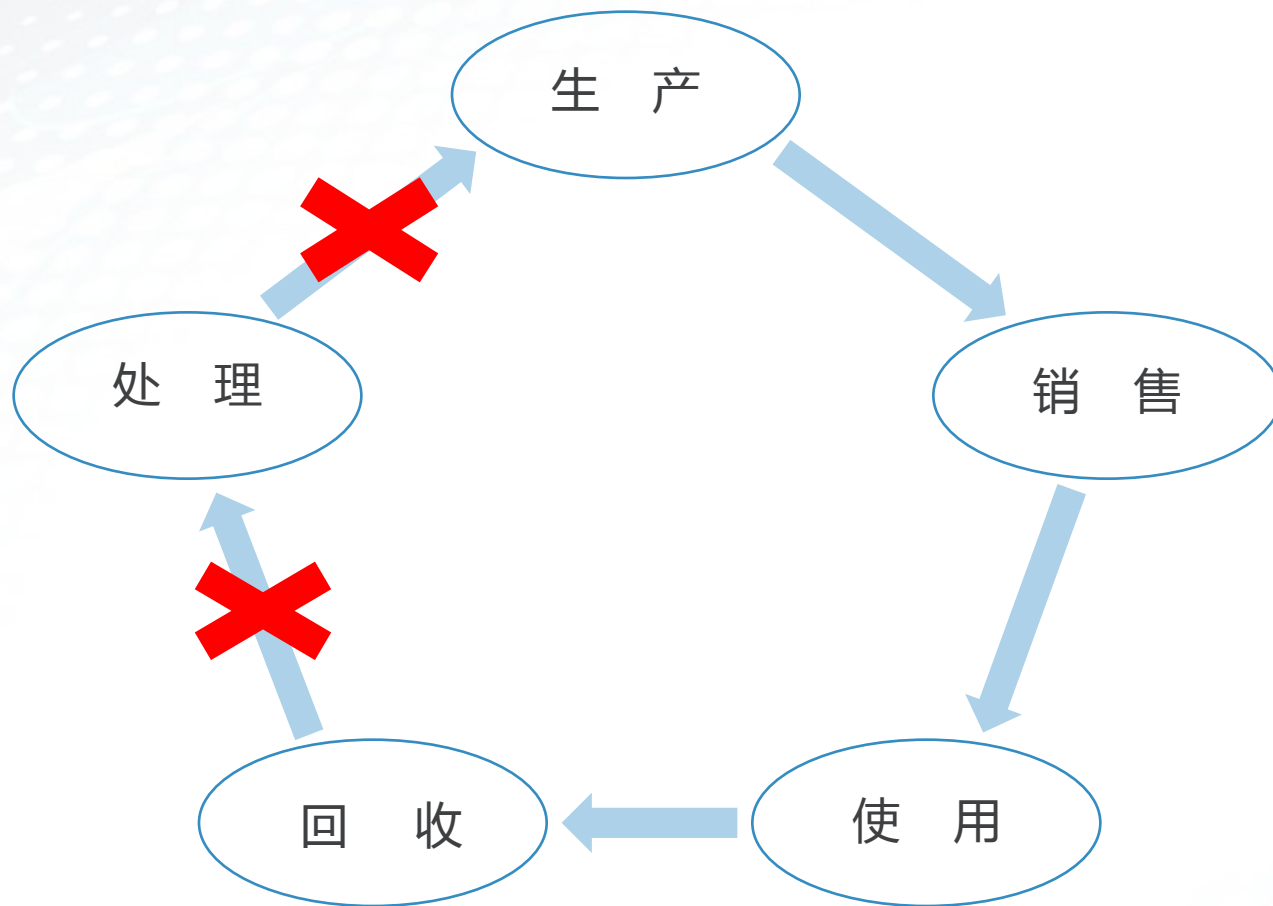 生 产
销 售
使 用
回 收
处 理